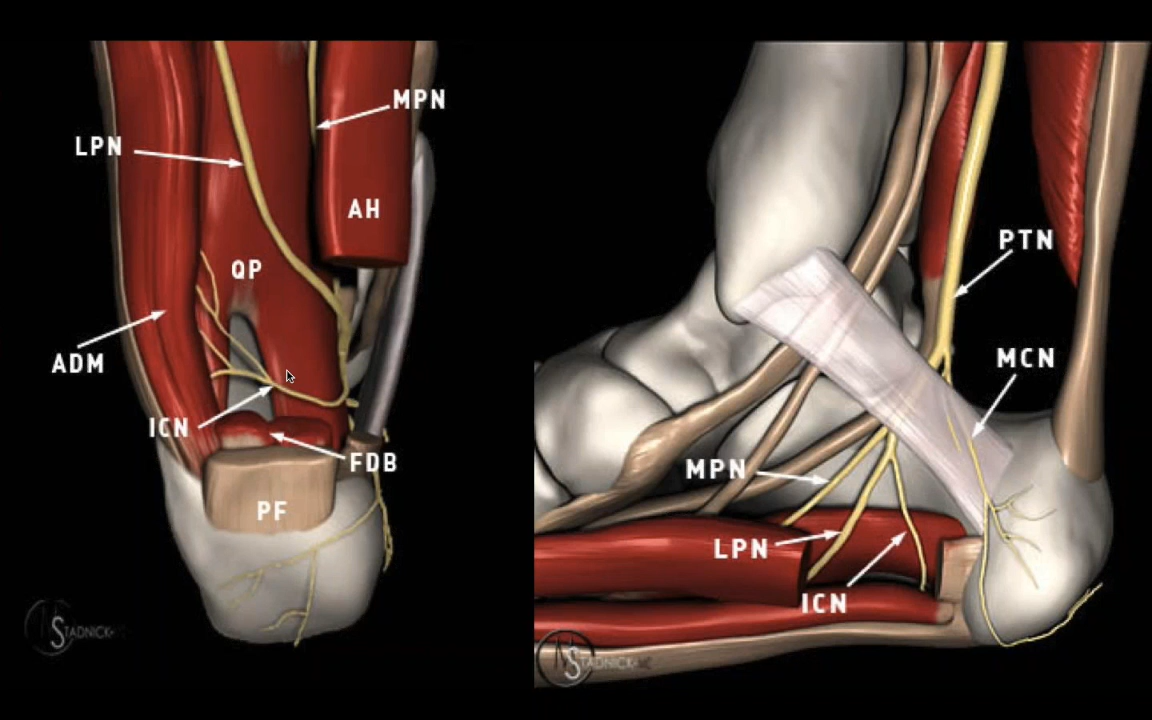 MPN
LPN
AH
QP
ADM
ICN
FDB
PF
STADNICK
PTN
MCN
MPN
LPN
ICN
STADNICK